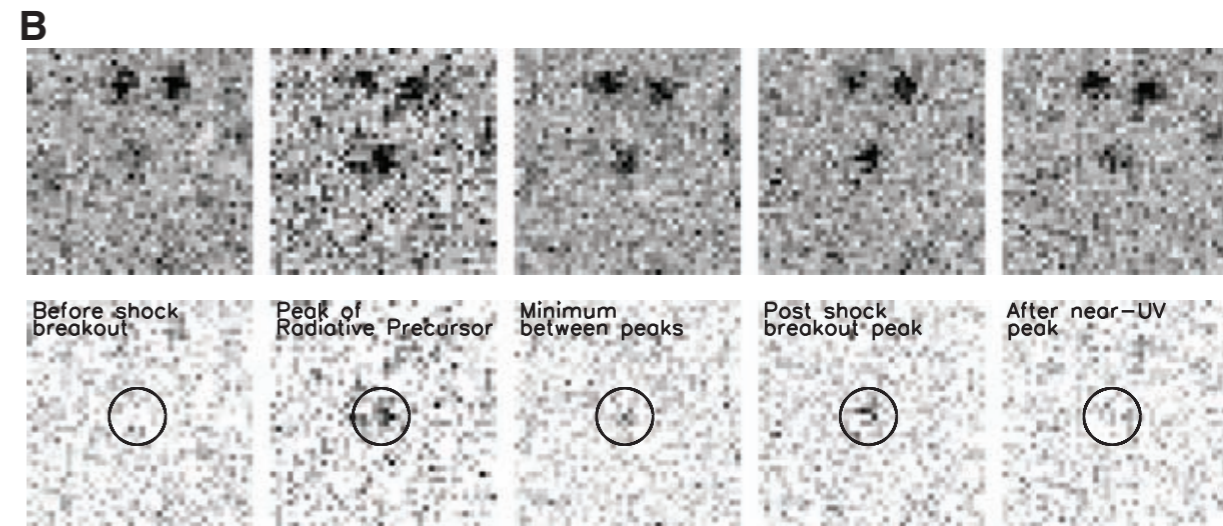 B
Before shock
breakout
Peak of
Radiative Precursor
Minimum
between peaks
Post shock
breakout peak
After near-UV
peak